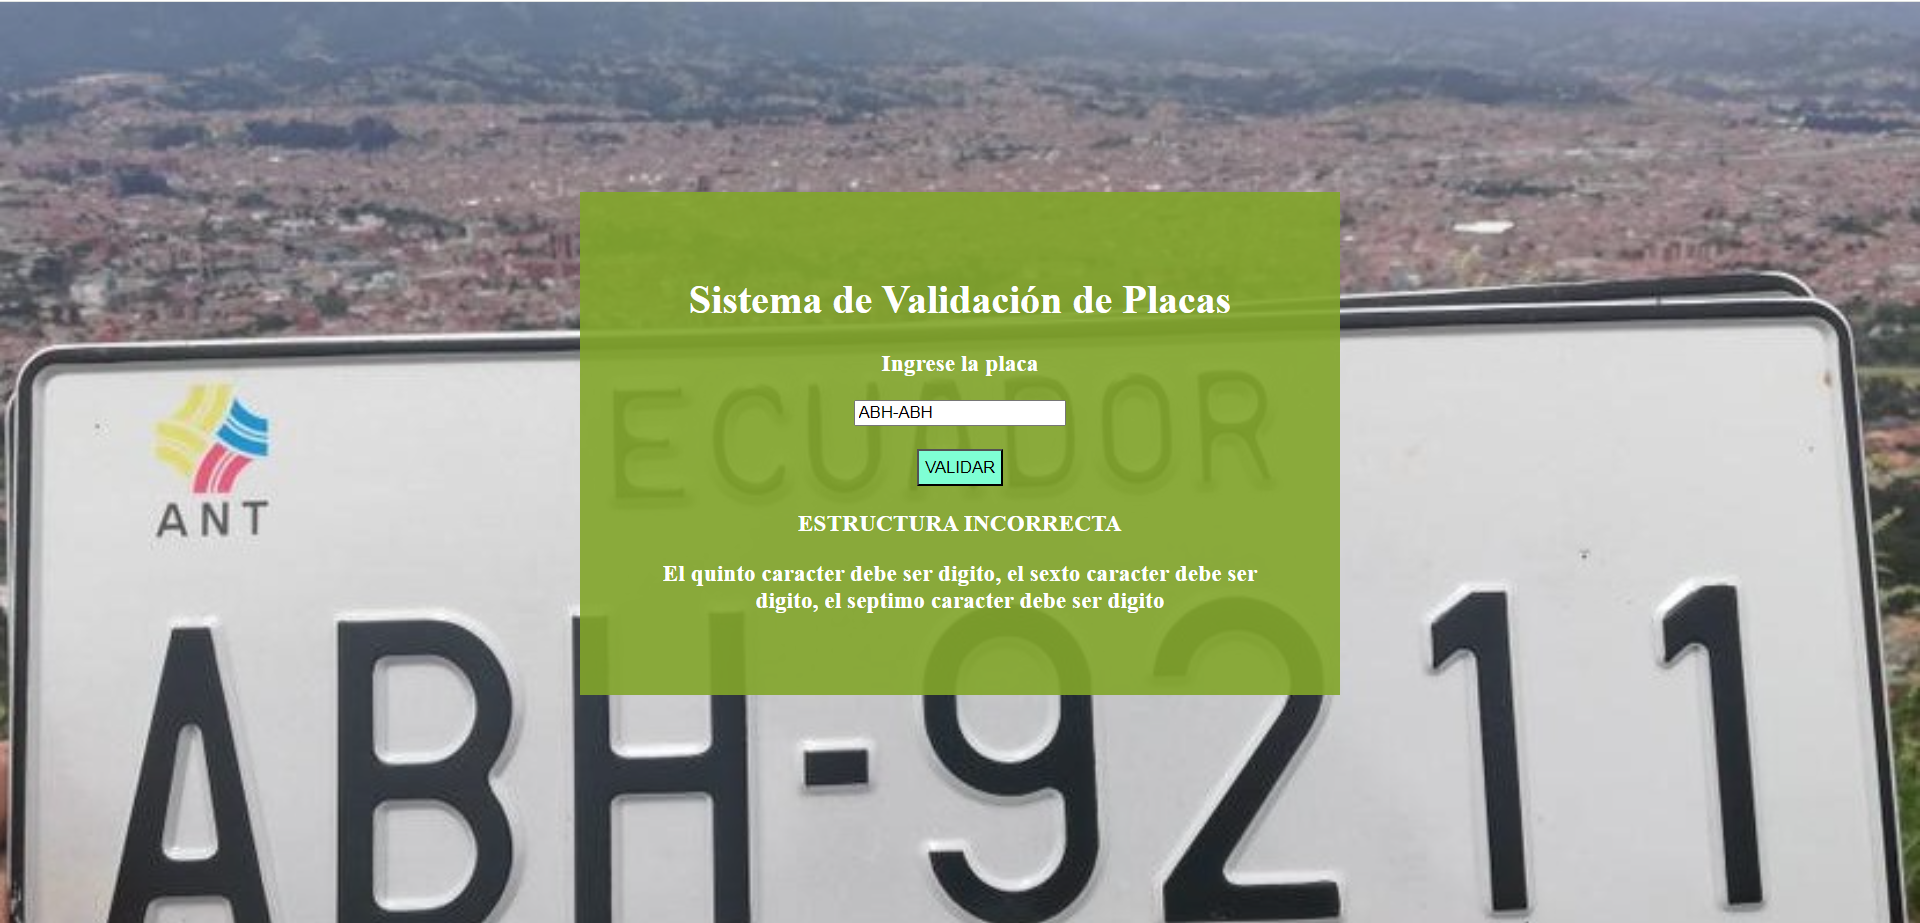 Sistema de Validación de Placas
Ingrese la placa
ABH-ABH
VALIDAR
ESTRUCTURA INCORRECTA
El quinto caracter debe ser digito, el sexto caracter debe ser
digito, el septimo caracter debe ser digito
ECUADOR
ANT
ABH-9211